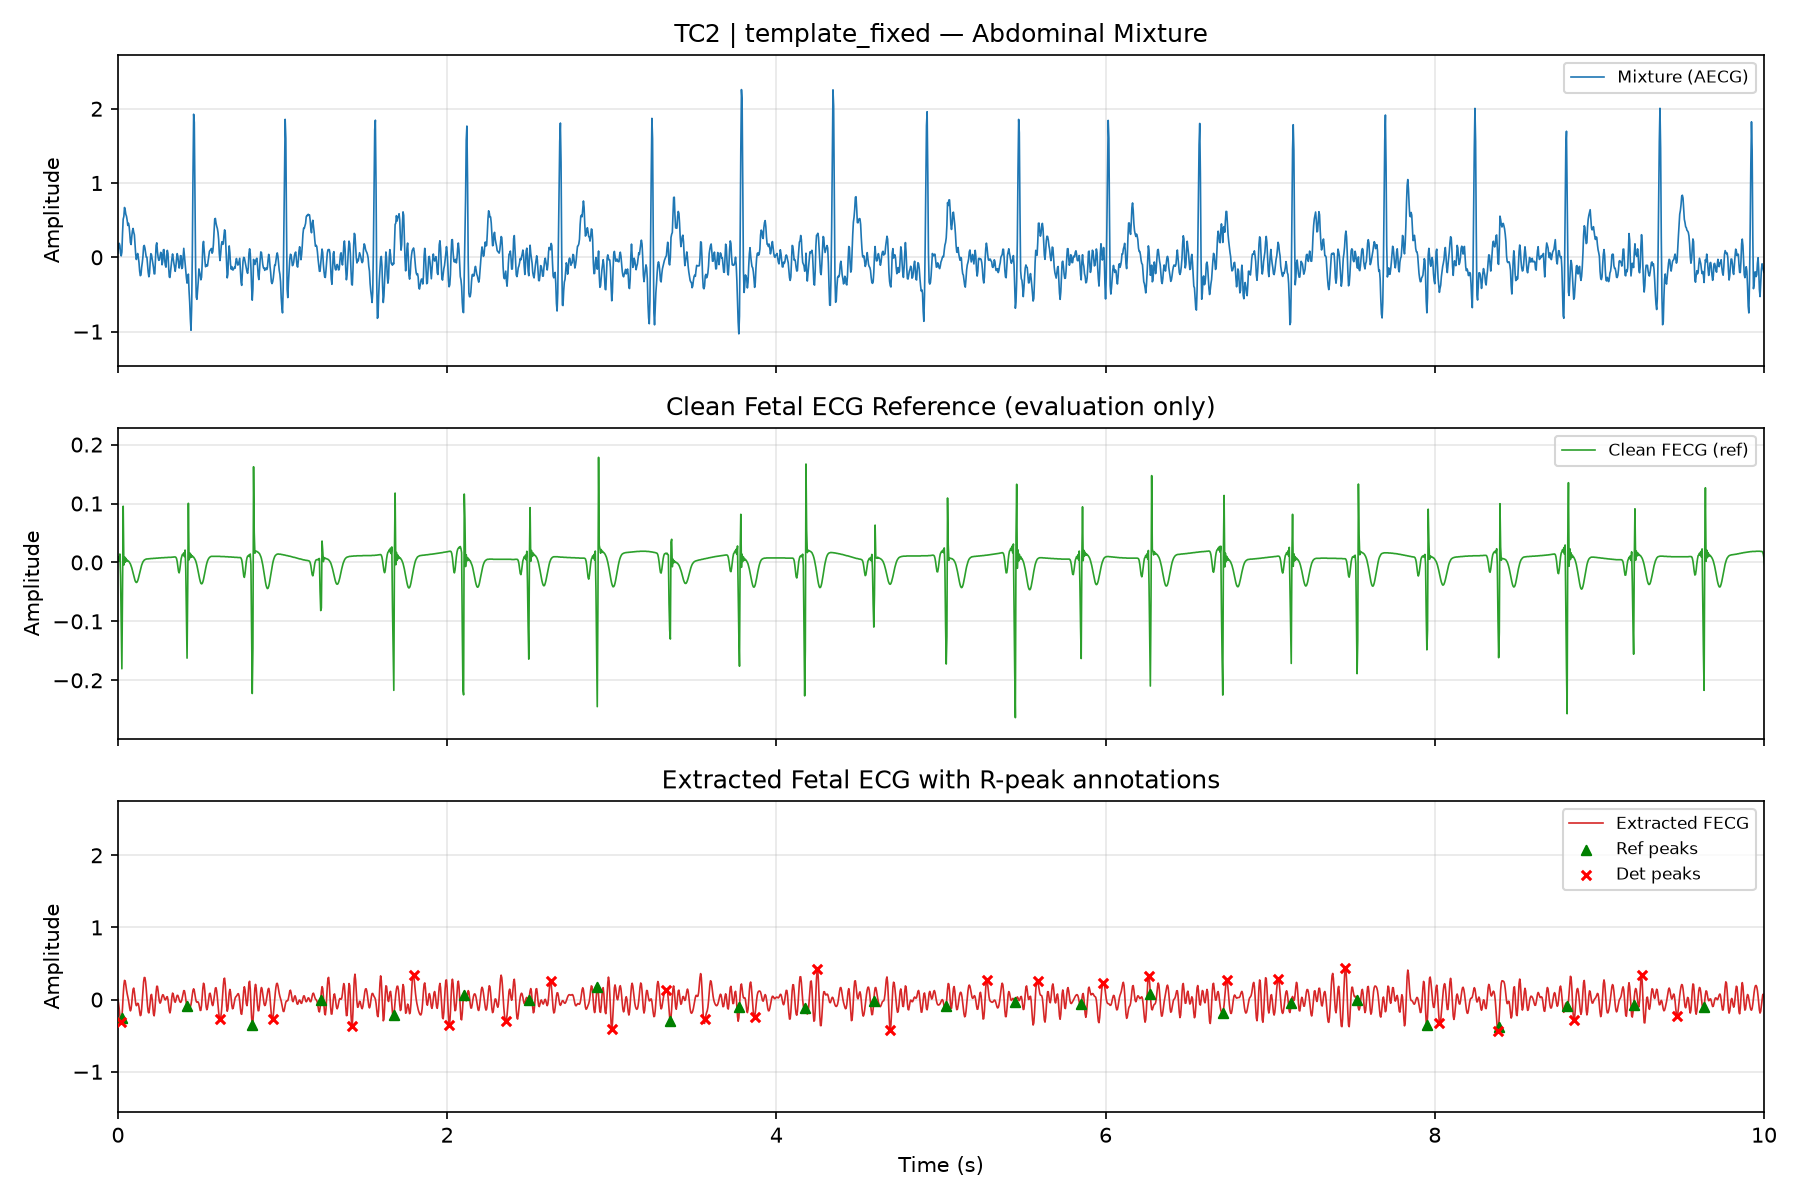 TC2 | template_fixed — Abdominal Mixture
Mixture (AECG)
Amplitude
2
1
0
−1
Clean Fetal ECG Reference (evaluation only)
Clean FECG (ref)
Amplitude
0.2
0.1
0.0
−0.1
−0.2
Extracted Fetal ECG with R-peak annotations
Extracted FECG
Ref peaks
Det peaks
Amplitude
2
1
0
−1
0 2 4 6 8 10
Time (s)